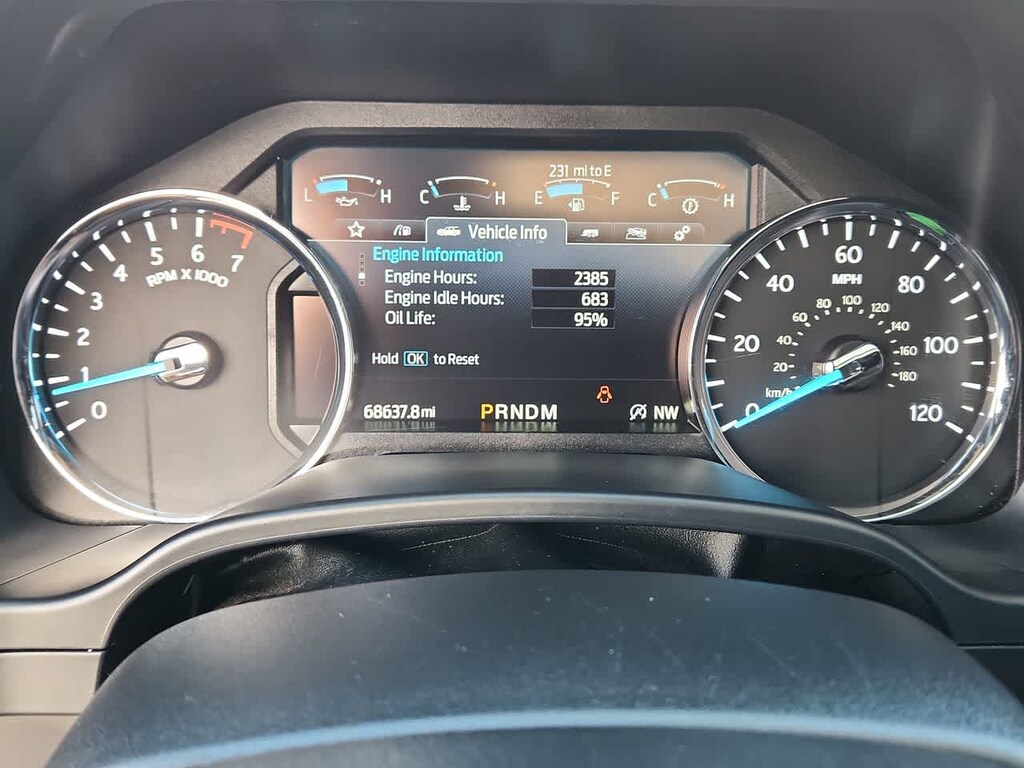 231 mi to E
L H C H E F C H
Vehicle Info
Engine Information
Engine Hours: 2385
Engine Idle Hours: 683
Oil Life: 95%
Hold OK to Reset
68637.8 mi PRNDM NW
0 1 2 3 4 5 6 7
RPM X 1000
0 20 40 60 80 100 120
MPH
20 40 60 80 100 120 140 160 180
km/h